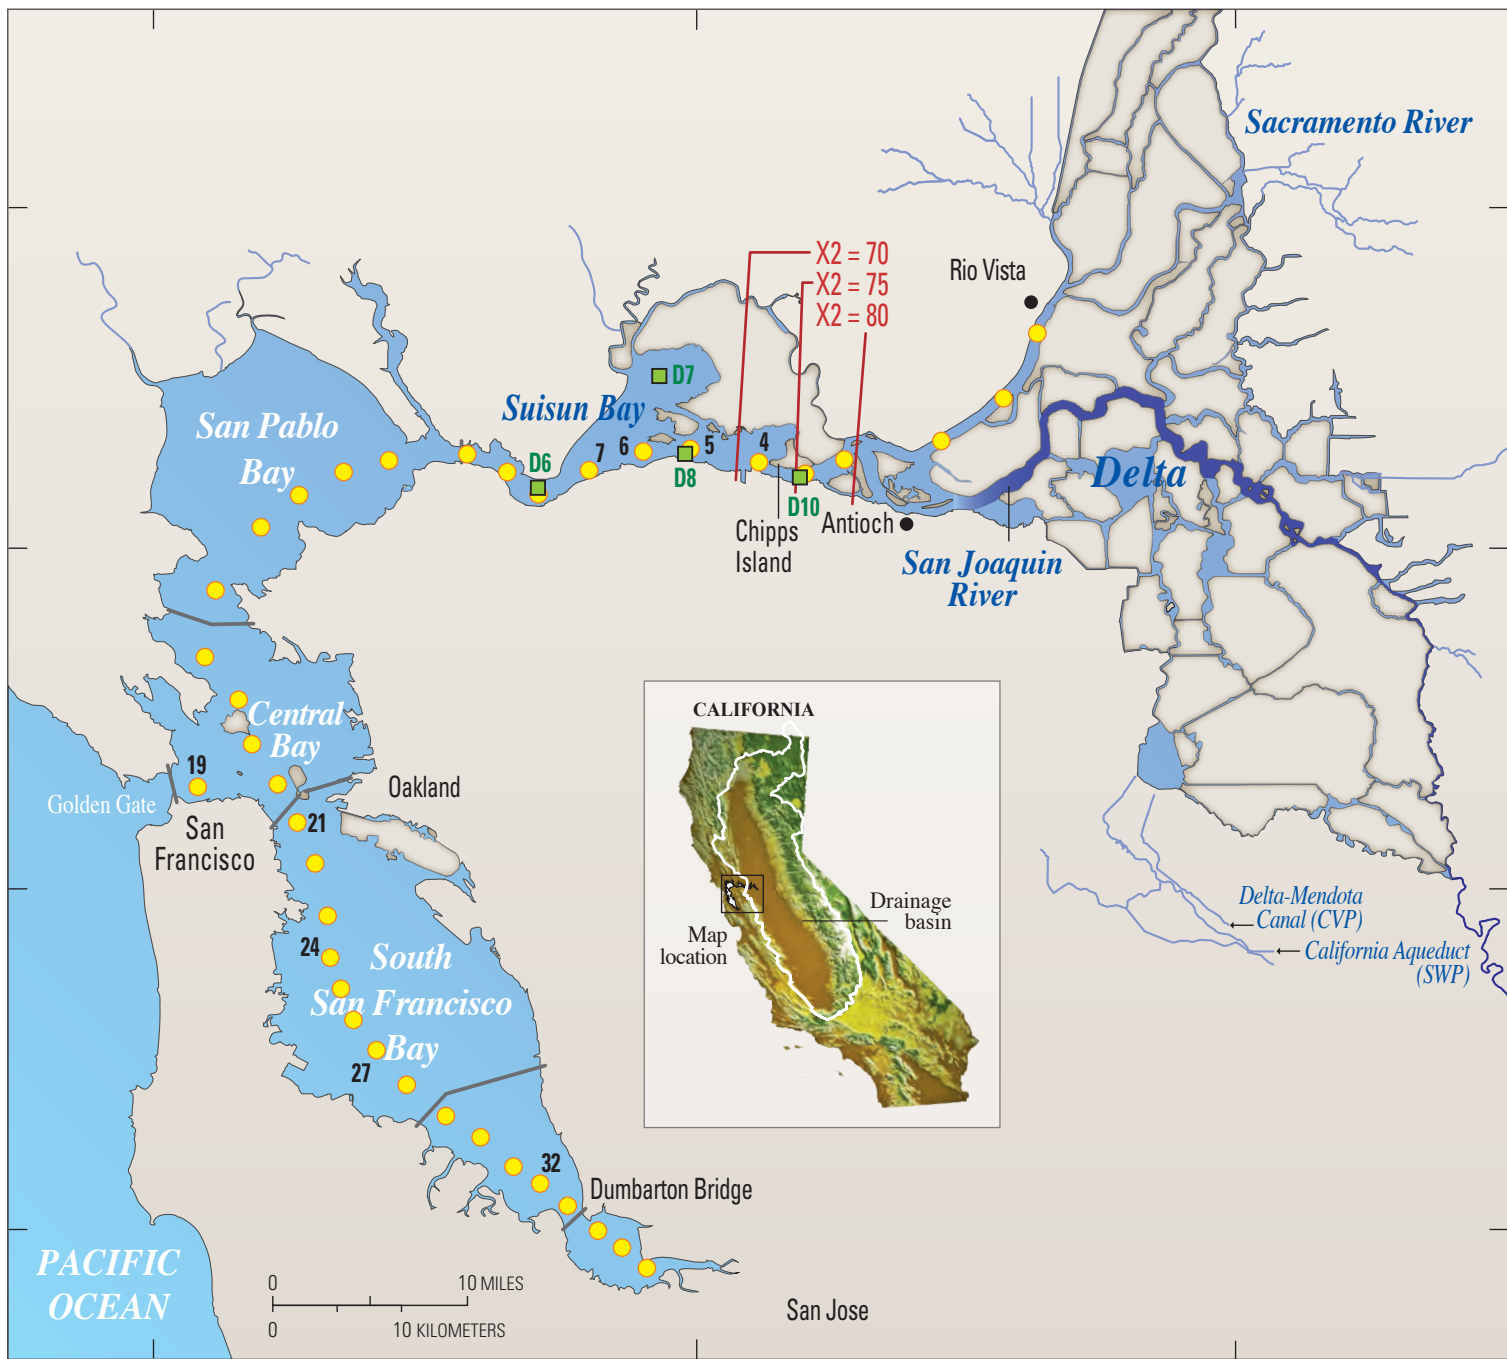 Sacramento River
X2 = 70
X2 = 75
X2 = 80
Rio Vista
D7
Suisun Bay
San Pablo
Bay
7
6
5
4
D6
D8
D10
Delta
Chipps
Island
Antioch
San Joaquin
River
Central
Bay
19
Golden Gate
San
Francisco
Oakland
21
24
South
San Francisco
Bay
27
32
Dumbarton Bridge
San Jose
PACIFIC
OCEAN
0
10 MILES
0
10 KILOMETERS
CALIFORNIA
Drainage
basin
Map
location
Delta-Mendota
Canal (CVP)
California Aqueduct
(SWP)